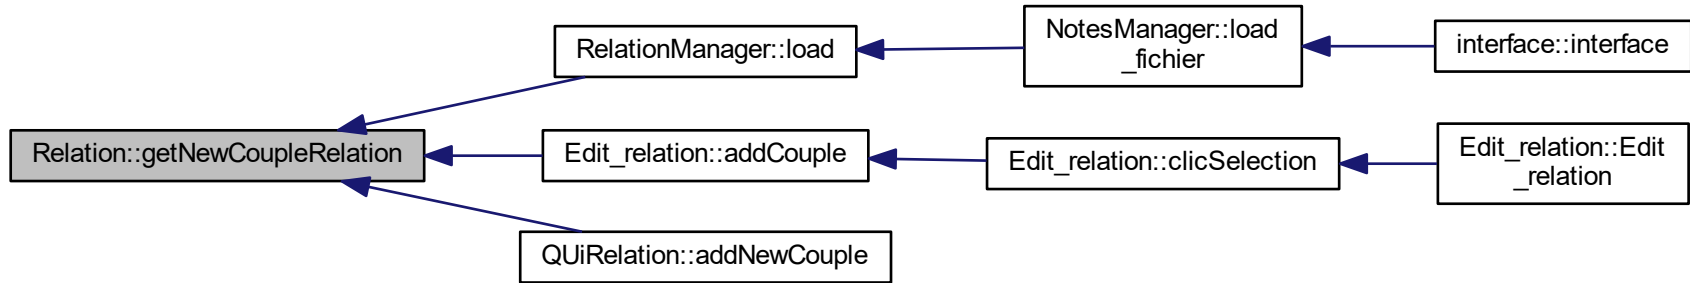 Relation::getNewCoupleRelation
RelationManager::load
NotesManager::load
_fichier
interface::interface
Edit_relation::addCouple
Edit_relation::clicSelection
Edit_relation::Edit
_relation
QUiRelation::addNewCouple